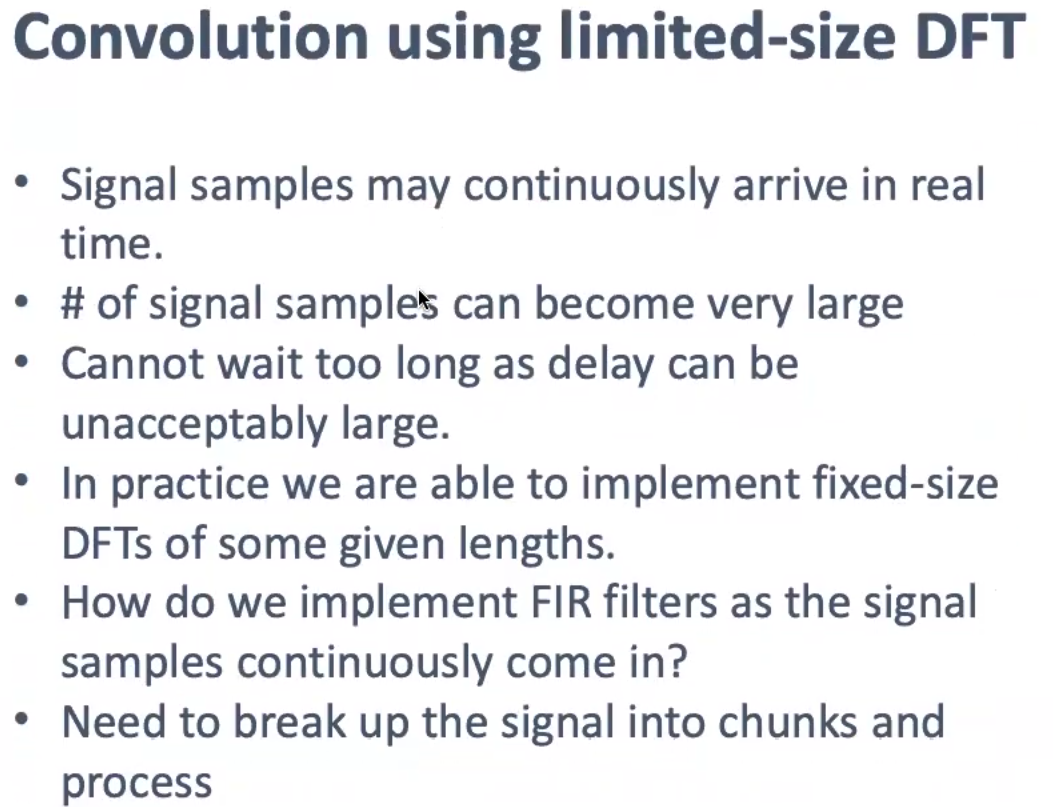 Convolution using limited-size DFT
• Signal samples may continuously arrive in real
time.
• # of signal samples can become very large
• Cannot wait too long as delay can be
unacceptably large.
• In practice we are able to implement fixed-size
DFTs of some given lengths.
• How do we implement FIR filters as the signal
samples continuously come in?
• Need to break up the signal into chunks and
process